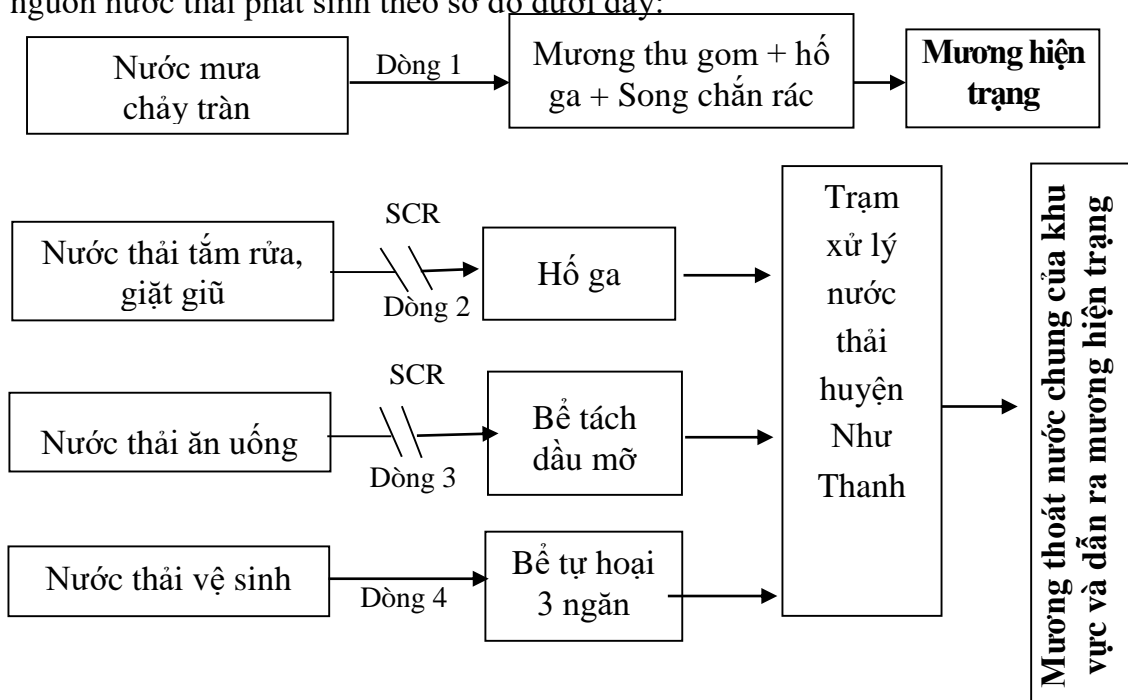 nguồn nước thải phát sinh theo sơ đồ dưới đây:
Nước mưa
chảy tràn
Dòng 1
Mương thu gom + hố
ga + Song chắn rác
Mương hiện
trạng
Nước thải tắm rửa,
giặt giũ
SCR
Dòng 2
Hố ga
Nước thải ăn uống
SCR
Dòng 3
Bể tách
dầu mỡ
Nước thải vệ sinh
Dòng 4
Bể tự hoại
3 ngăn
Trạm
xử lý
nước
thải
huyện
Như
Thanh
Mương thoát nước chung của khu
vực và dẫn ra mương hiện trạng